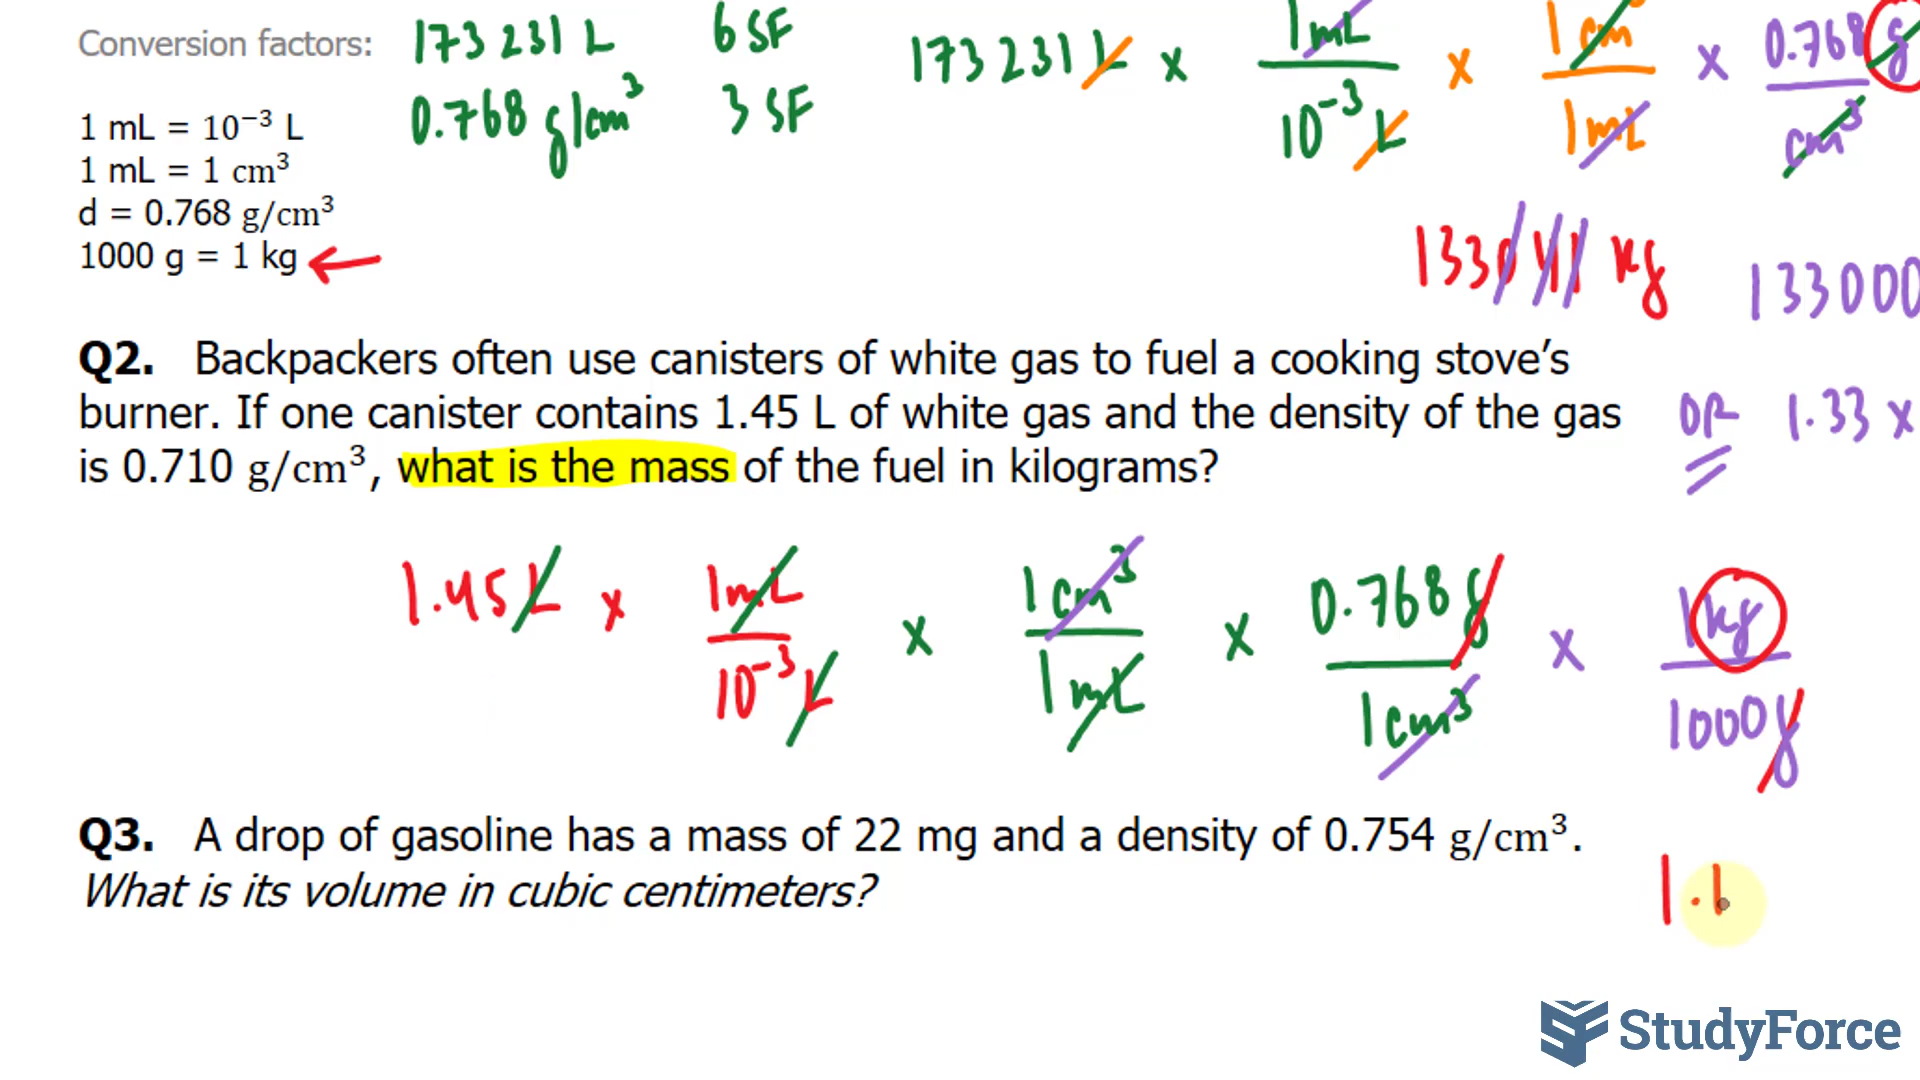 Conversion factors:
173 231 L 6 SF
0.768 g/cm³ 3 SF
173 231 L x 1 mL / 10⁻³ L x 1 cm³ / 1 mL x 0.768 g / cm³
1 mL = 10⁻³ L
1 mL = 1 cm³
d = 0.768 g/cm³
1000 g = 1 kg
133041 kg 133000
Q2. Backpackers often use canisters of white gas to fuel a cooking stove’s
burner. If one canister contains 1.45 L of white gas and the density of the gas
is 0.710 g/cm³, what is the mass of the fuel in kilograms?
OR 1.33 x
1.45 L x 1 mL / 10⁻³ L x 1 cm³ / 1 mL x 0.768 g / 1 cm³ x 1 kg / 1000 g
Q3. A drop of gasoline has a mass of 22 mg and a density of 0.754 g/cm³.
What is its volume in cubic centimeters?
1.1
StudyForce